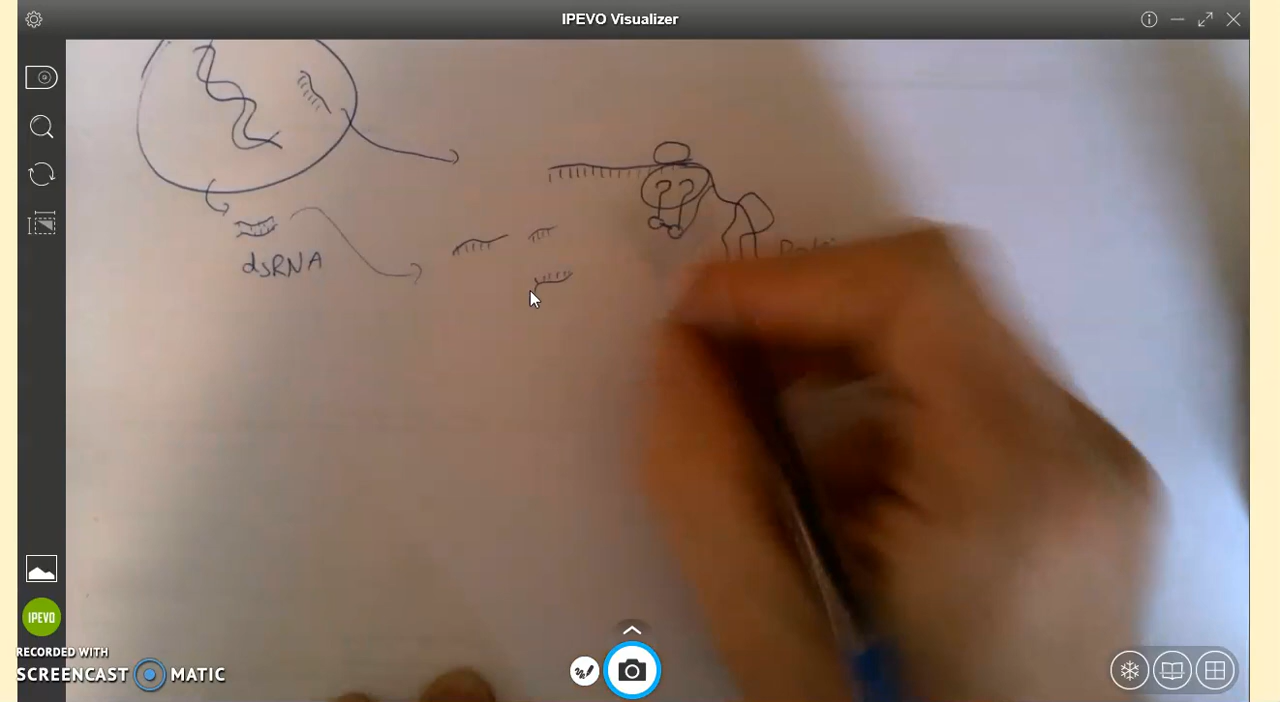 IPEVO Visualizer
dsRNA
IPEVO
RECORDED WITH
SCREENCAST MATIC